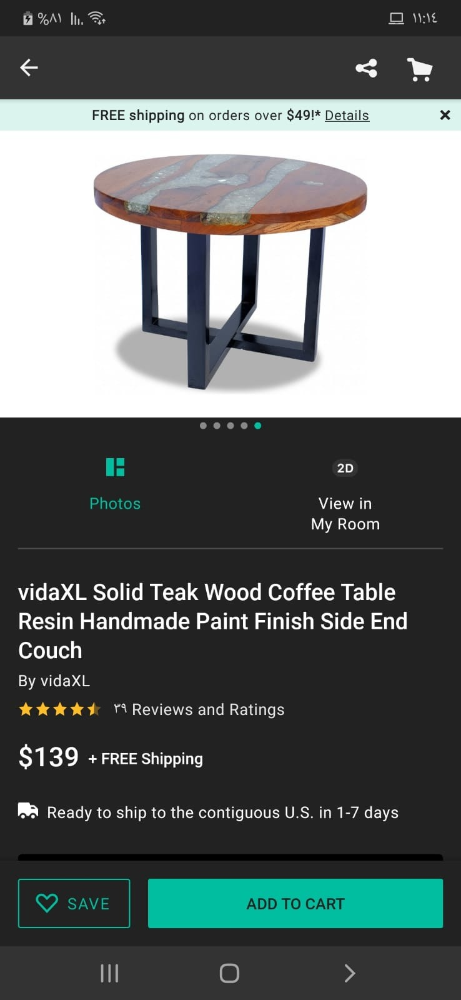 %٨١ ١١:١٤
FREE shipping on orders over $49!* Details
2D
Photos
View in
My Room
vidaXL Solid Teak Wood Coffee Table
Resin Handmade Paint Finish Side End
Couch
By vidaXL
٣٩ Reviews and Ratings
$139 + FREE Shipping
Ready to ship to the contiguous U.S. in 1-7 days
SAVE
ADD TO CART